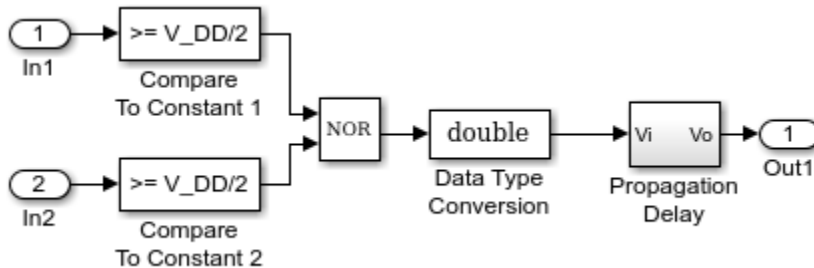 1
In1
>= V_DD/2
Compare
To Constant 1
2
In2
>= V_DD/2
Compare
To Constant 2
NOR
double
Data Type
Conversion
Vi Vo
Propagation
Delay
1
Out1